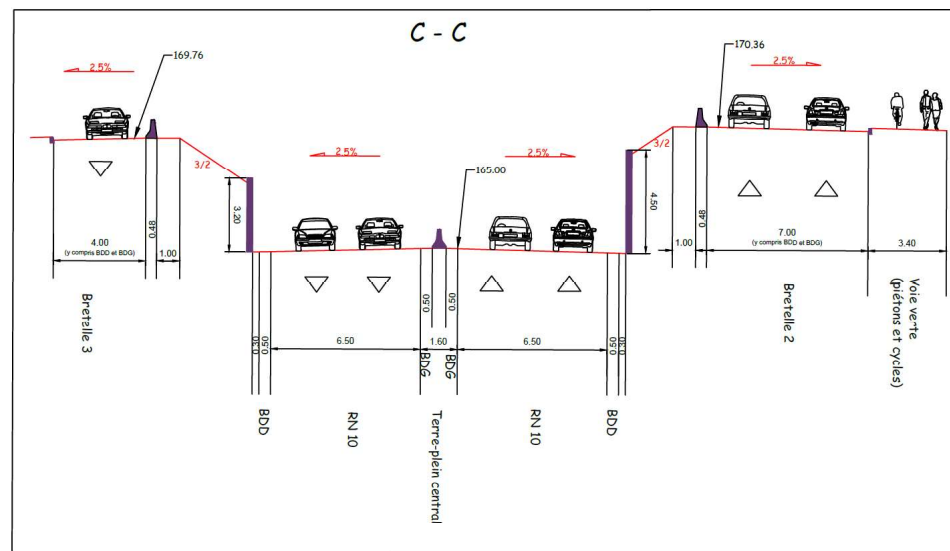 C - C
169.76
2.5%
3/2
3.20
4.00
(y compris BDD et BDG)
0.48
1.00
Bretelle 3
2.5%
2.5%
165.00
0.30
0.50
6.50
0.50
1.60
0.50
6.50
0.50
0.30
BDD
RN 10
BDG
Terre-plein central
BDG
RN 10
BDD
170.36
2.5%
3/2
4.50
1.00
0.48
7.00
(y compris BDD et BDG)
3.40
Bretelle 2
Voie verte
(piétons et cycles)